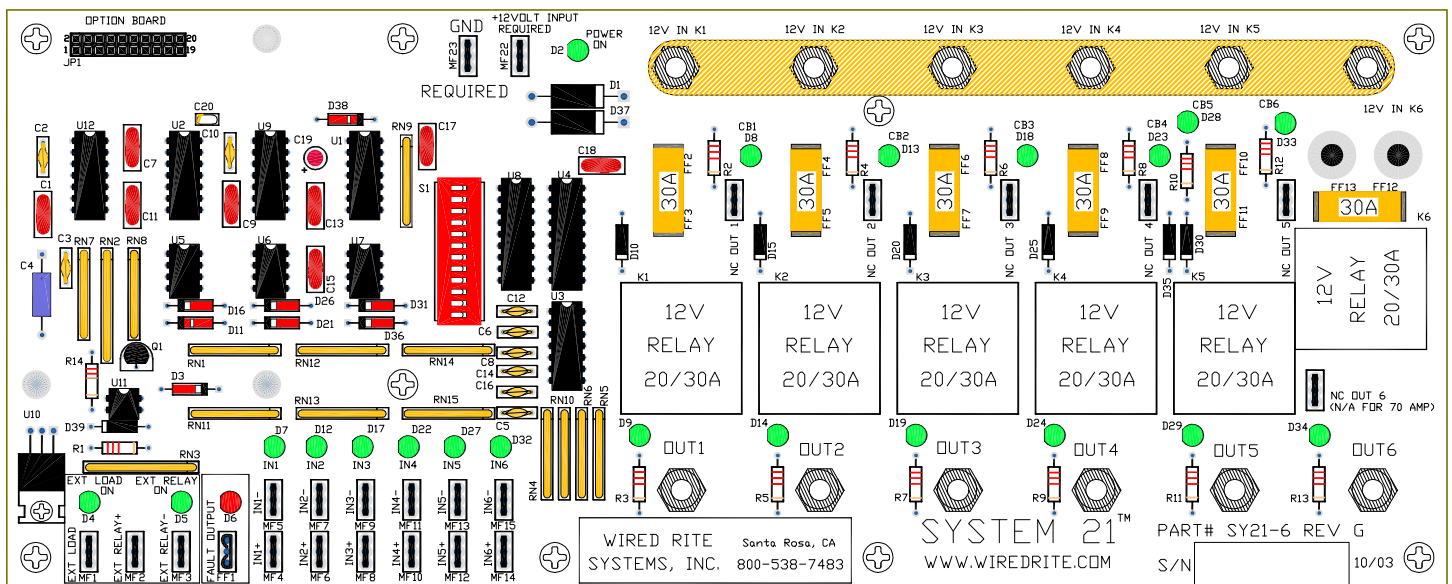 OPTION BOARD
2 20
1 19
JP1
GND
MF23
+12VOLT INPUT
REQUIRED
MF22
POWER
ON
D2
REQUIRED
D1
D37
12V IN K1
12V IN K2
12V IN K3
12V IN K4
12V IN K5
12V IN K6
C2
U12
C7
U2
C20
C10
U9
C19
+
D38
U1
RN9
C17
C18
C1
C11
C9
C13
S1
U8
U4
CB1
D8
CB2
D13
CB3
D18
CB4
D23
CB5
D28
CB6
D33
R2
R4
R6
R8
R10
R12
FF2
FF4
FF6
FF8
FF10
30A
30A
30A
30A
30A
FF3
FF5
FF7
FF9
FF11
FF13
FF12
30A
K6
NC OUT 1
NC OUT 2
NC OUT 3
NC OUT 4
NC OUT 5
D10
D15
D20
D25
D35
D30
C3
RN7
RN2
RN8
U5
U6
U7
C15
C4
D16
D26
D31
D11
D21
D36
C12
U3
C6
C8
C14
C16
C5
K1
K2
K3
K4
K5
12V
RELAY
20/30A
12V
RELAY
20/30A
12V
RELAY
20/30A
12V
RELAY
20/30A
12V
RELAY
20/30A
12V
RELAY
20/30A
NC OUT 6
(N/A FOR 70 AMP)
Q1
R14
RN1
RN12
RN14
D3
U11
U10
D39
R1
RN11
RN13
RN15
RN3
RN4
RN10
RN6
RN5
D7
D12
D17
D22
D27
D32
IN1
IN2
IN3
IN4
IN5
IN6
D9
D14
D19
D24
D29
D34
OUT1
OUT2
OUT3
OUT4
OUT5
OUT6
R3
R5
R7
R9
R11
R13
EXT LOAD
ON
EXT RELAY
ON
D4
D5
D6
EXT LOAD
EXT RELAY+
EXT RELAY-
FAULT OUTPUT
MF1
MF2
MF3
FF1
IN1-
IN2-
IN3-
IN4-
IN5-
IN6-
MF5
MF7
MF9
MF11
MF13
MF15
IN1+
IN2+
IN3+
IN4+
IN5+
IN6+
MF4
MF6
MF8
MF10
MF12
MF14
WIRED RITE
SYSTEMS, INC.
Santa Rosa, CA
800-538-7483
SYSTEM 21™
WWW.WIREDRITE.COM
PART# SY21-6 REV G
S/N
10/03